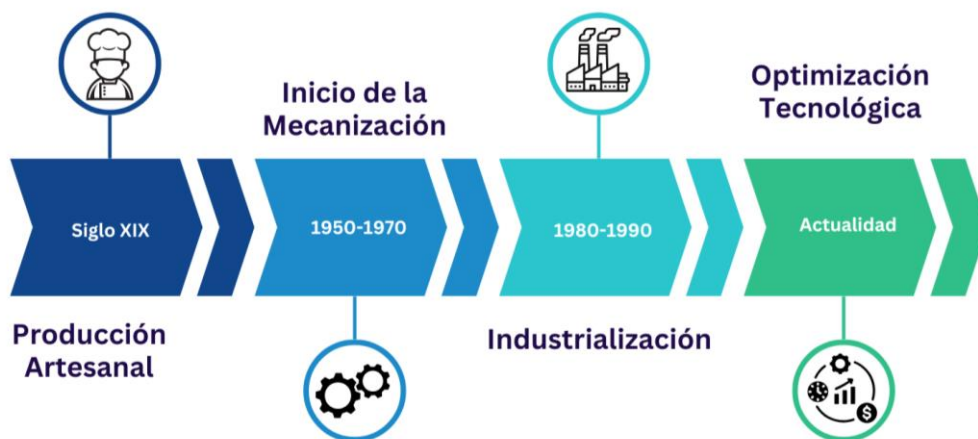 Siglo XIX
Producción
Artesanal
Inicio de la
Mecanización
1950-1970
1980-1990
Industrialización
Optimización
Tecnológica
Actualidad
$